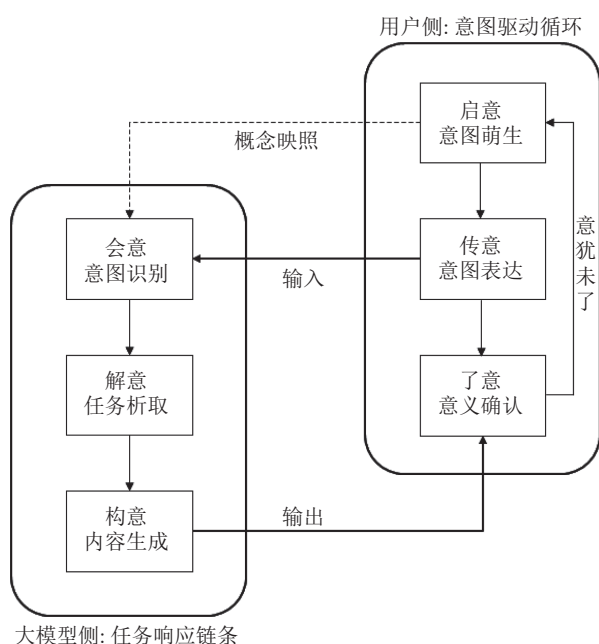 用户侧: 意图驱动循环
启意
意图萌生
概念映照
会意
意图识别
传意
意图表达
输入
意犹未了
解意
任务析取
了意
意义确认
构意
内容生成
输出
大模型侧: 任务响应链条